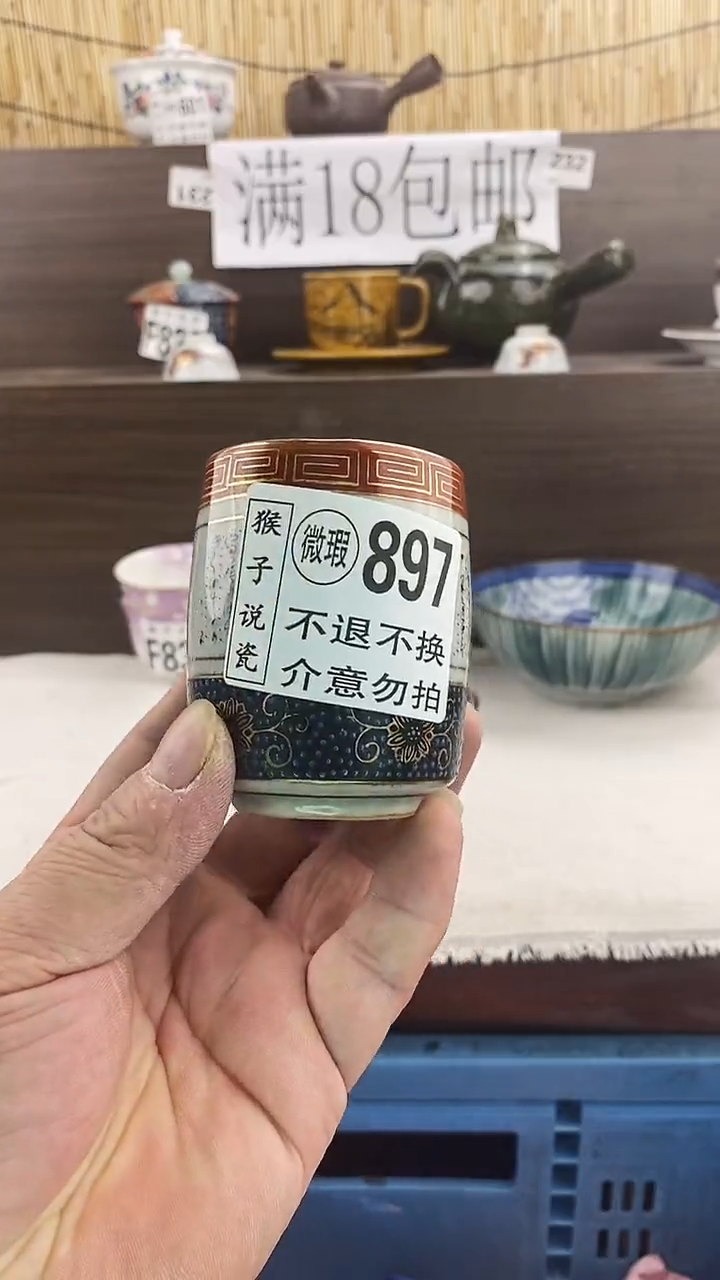 满18包邮
猴子说瓷
微瑕
897
不退不换
介意勿拍